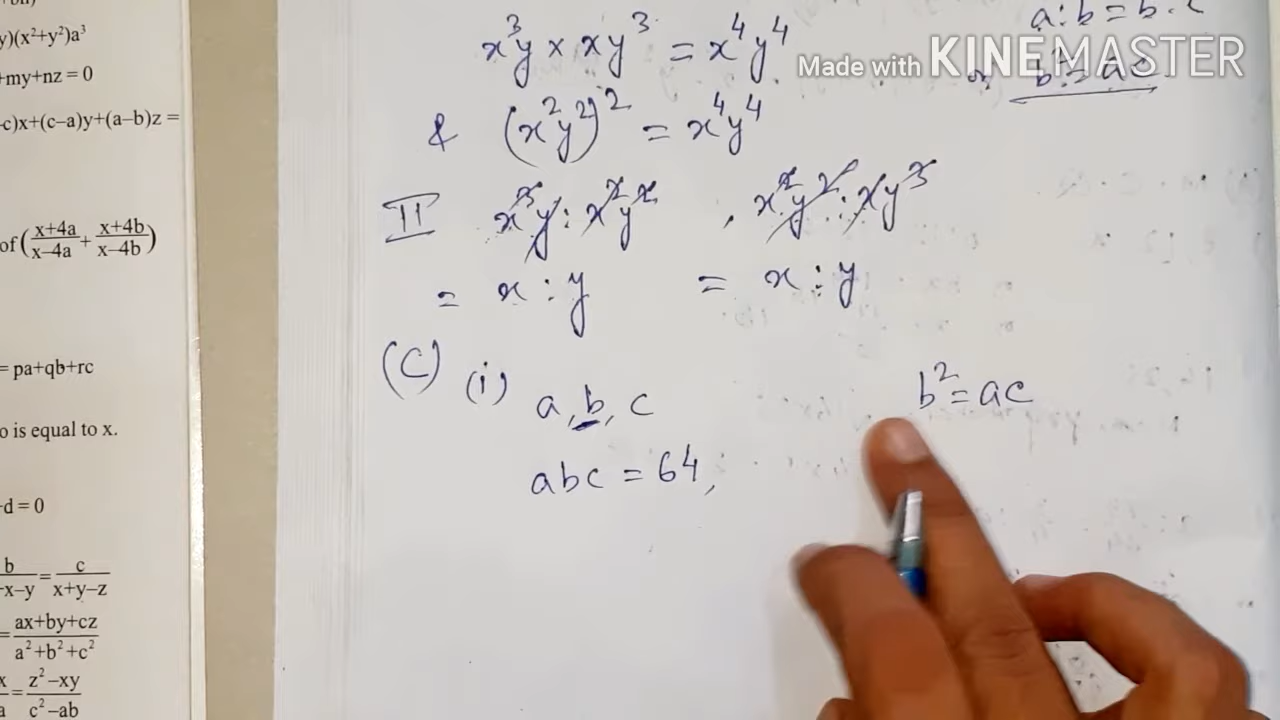 y)(x²+y²)a³
+my+nz = 0
-c)x+(c–a)y+(a–b)z =
of (x+4a/x–4a + x+4b/x–4b)
= pa+qb+rc
o is equal to x.
-d = 0
b/-x–y = c/x+y–z
= ax+by+cz/a²+b²+c²
x/a = z²–xy/c²–ab
a:b = b:c
Made with KINEMASTER
b² = ac
x³y × xy³ = x⁴y⁴
& (x²y²)² = x⁴y⁴
II x³y : x²y² , x²y² : xy³
= x : y = x : y
(C) (i) a, b, c b² = ac
abc = 64,